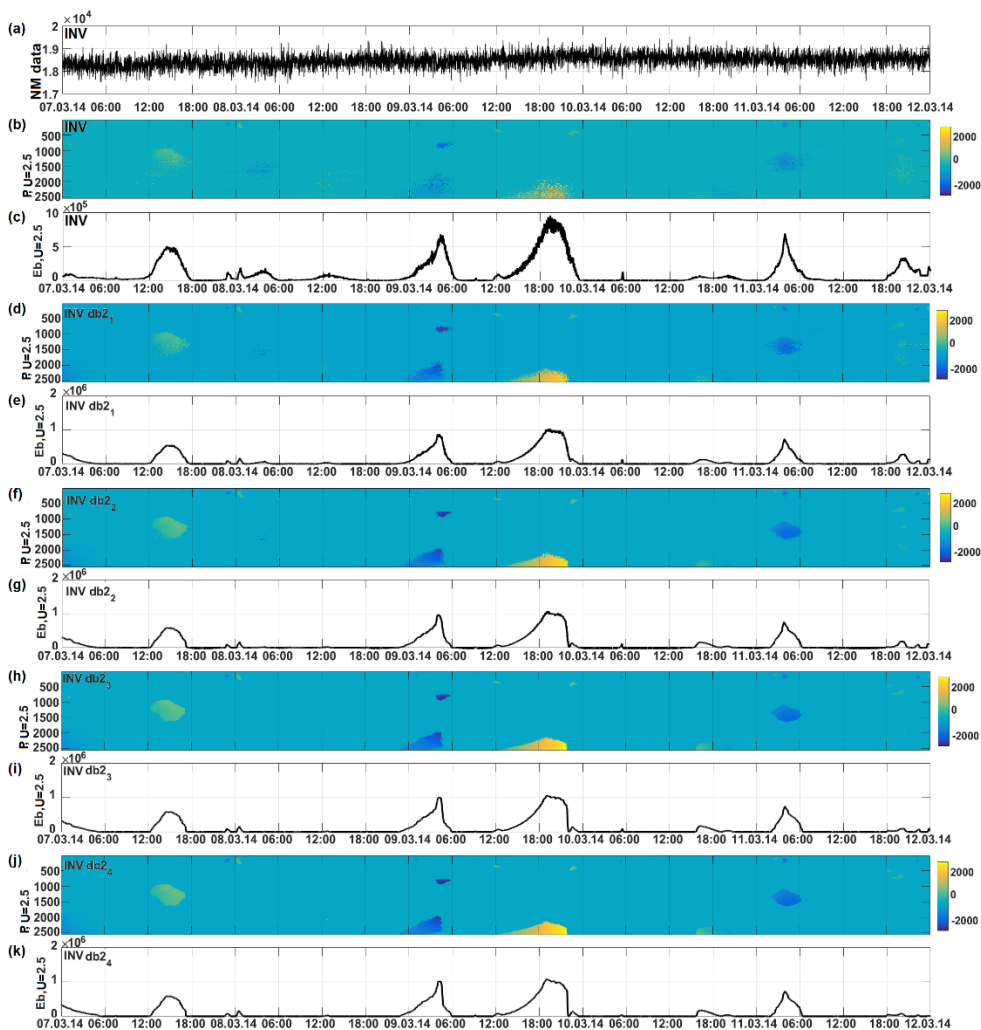 (a)
2 ×10⁴
INV
NM data
1.9
1.8
1.7
07.03.14 06:00 12:00 18:00 08.03.14 06:00 12:00 18:00 09.03.14 06:00 12:00 18:00 10.03.14 06:00 12:00 18:00 11.03.14 06:00 18:00 12.03.14
(b)
INV
P, U=2.5
500
1000
1500
2000
2500
2000
0
-2000
(c)
10 ×10⁵
INV
Eb,U=2.5
5
0
07.03.14 06:00 12:00 18:00 08.03.14 06:00 12:00 18:00 09.03.14 06:00 12:00 18:00 10.03.14 06:00 12:00 18:00 11.03.14 06:00 18:00 12.03.14
(d)
INV db2₁
P, U=2.5
500
1000
1500
2000
2500
2000
0
-2000
(e)
2 ×10⁶
INV db2₁
Eb,U=2.5
1
0
07.03.14 06:00 12:00 18:00 08.03.14 06:00 12:00 18:00 09.03.14 06:00 12:00 18:00 10.03.14 06:00 12:00 18:00 11.03.14 06:00 18:00 12.03.14
(f)
INV db2₂
P, U=2.5
500
1000
1500
2000
2500
2000
0
-2000
(g)
2 ×10⁶
INV db2₂
Eb,U=2.5
1
0
07.03.14 06:00 12:00 18:00 08.03.14 06:00 12:00 18:00 09.03.14 06:00 12:00 18:00 10.03.14 06:00 12:00 18:00 11.03.14 06:00 18:00 12.03.14
(h)
INV db2₃
P, U=2.5
500
1000
1500
2000
2500
2000
0
-2000
(i)
2 ×10⁶
INV db2₃
Eb,U=2.5
1
0
07.03.14 06:00 12:00 18:00 08.03.14 06:00 12:00 18:00 09.03.14 06:00 12:00 18:00 10.03.14 06:00 12:00 18:00 11.03.14 06:00 18:00 12.03.14
(j)
INV db2₄
P, U=2.5
500
1000
1500
2000
2500
2000
0
-2000
(k)
2 ×10⁶
INV db2₄
Eb,U=2.5
1
0
07.03.14 06:00 12:00 18:00 08.03.14 06:00 12:00 18:00 09.03.14 06:00 12:00 18:00 10.03.14 06:00 12:00 18:00 11.03.14 06:00 18:00 12.03.14